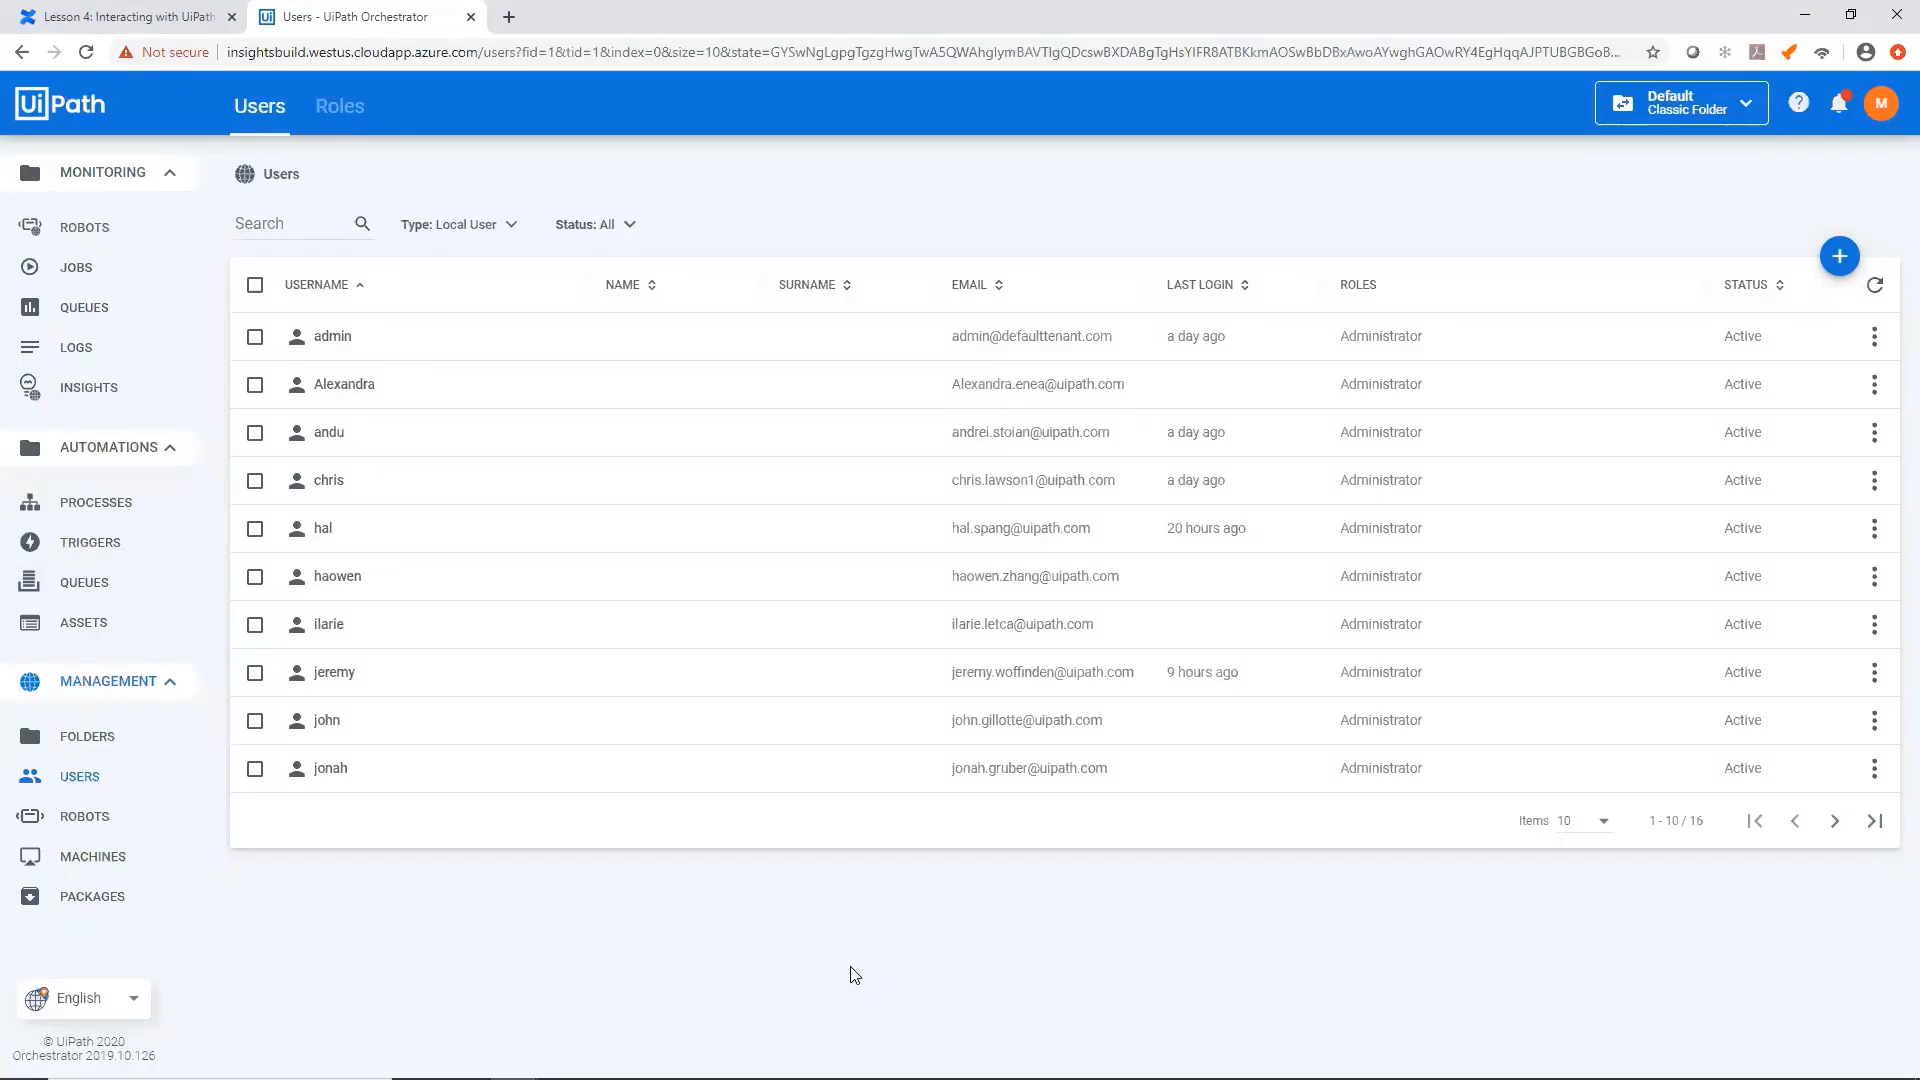 Lesson 4: Interacting with UiPath
Users - UiPath Orchestrator
Not secure
insightsbuild.westus.cloudapp.azure.com/users?fid=1&tid=1&index=0&size=10&state=
UiPath
Users
Roles
Default
Classic Folder
M
MONITORING
ROBOTS
JOBS
QUEUES
LOGS
INSIGHTS
AUTOMATIONS
PROCESSES
TRIGGERS
QUEUES
ASSETS
MANAGEMENT
FOLDERS
USERS
ROBOTS
MACHINES
PACKAGES
English
© UiPath 2020
Orchestrator 2019.10.126
Users
Search
Type: Local User
Status: All
USERNAME NAME SURNAME EMAIL LAST LOGIN ROLES STATUS
admin admin@defaulttenant.com a day ago Administrator Active
Alexandra Alexandra.enea@uipath.com Administrator Active
andu andrei.stoian@uipath.com a day ago Administrator Active
chris chris.lawson1@uipath.com a day ago Administrator Active
hal hal.spang@uipath.com 20 hours ago Administrator Active
haowen haowen.zhang@uipath.com Administrator Active
ilarie ilarie.letca@uipath.com Administrator Active
jeremy jeremy.woffinden@uipath.com 9 hours ago Administrator Active
john john.gillotte@uipath.com Administrator Active
jonah jonah.gruber@uipath.com Administrator Active
Items 10 1 - 10 / 16